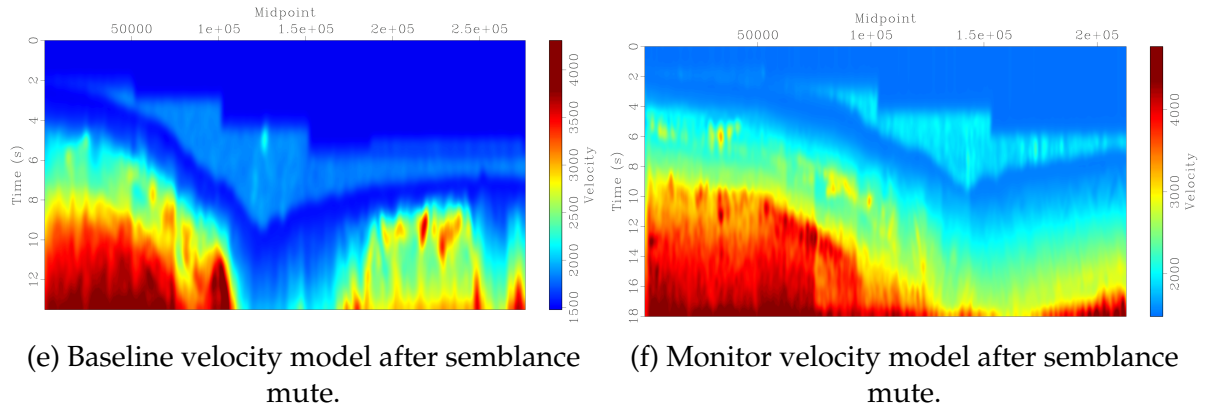 Midpoint
50000 1e+05 1.5e+05 2e+05 2.5e+05
0 2 4 6 8 10 12
Time (s)
1500 2000 2500 3000 3500 4000
Velocity
(e) Baseline velocity model after semblance
mute.
Midpoint
50000 1e+05 1.5e+05 2e+05
0 2 4 6 8 10 12 14 16 18
Time (s)
2000 3000 4000
Velocity
(f) Monitor velocity model after semblance
mute.